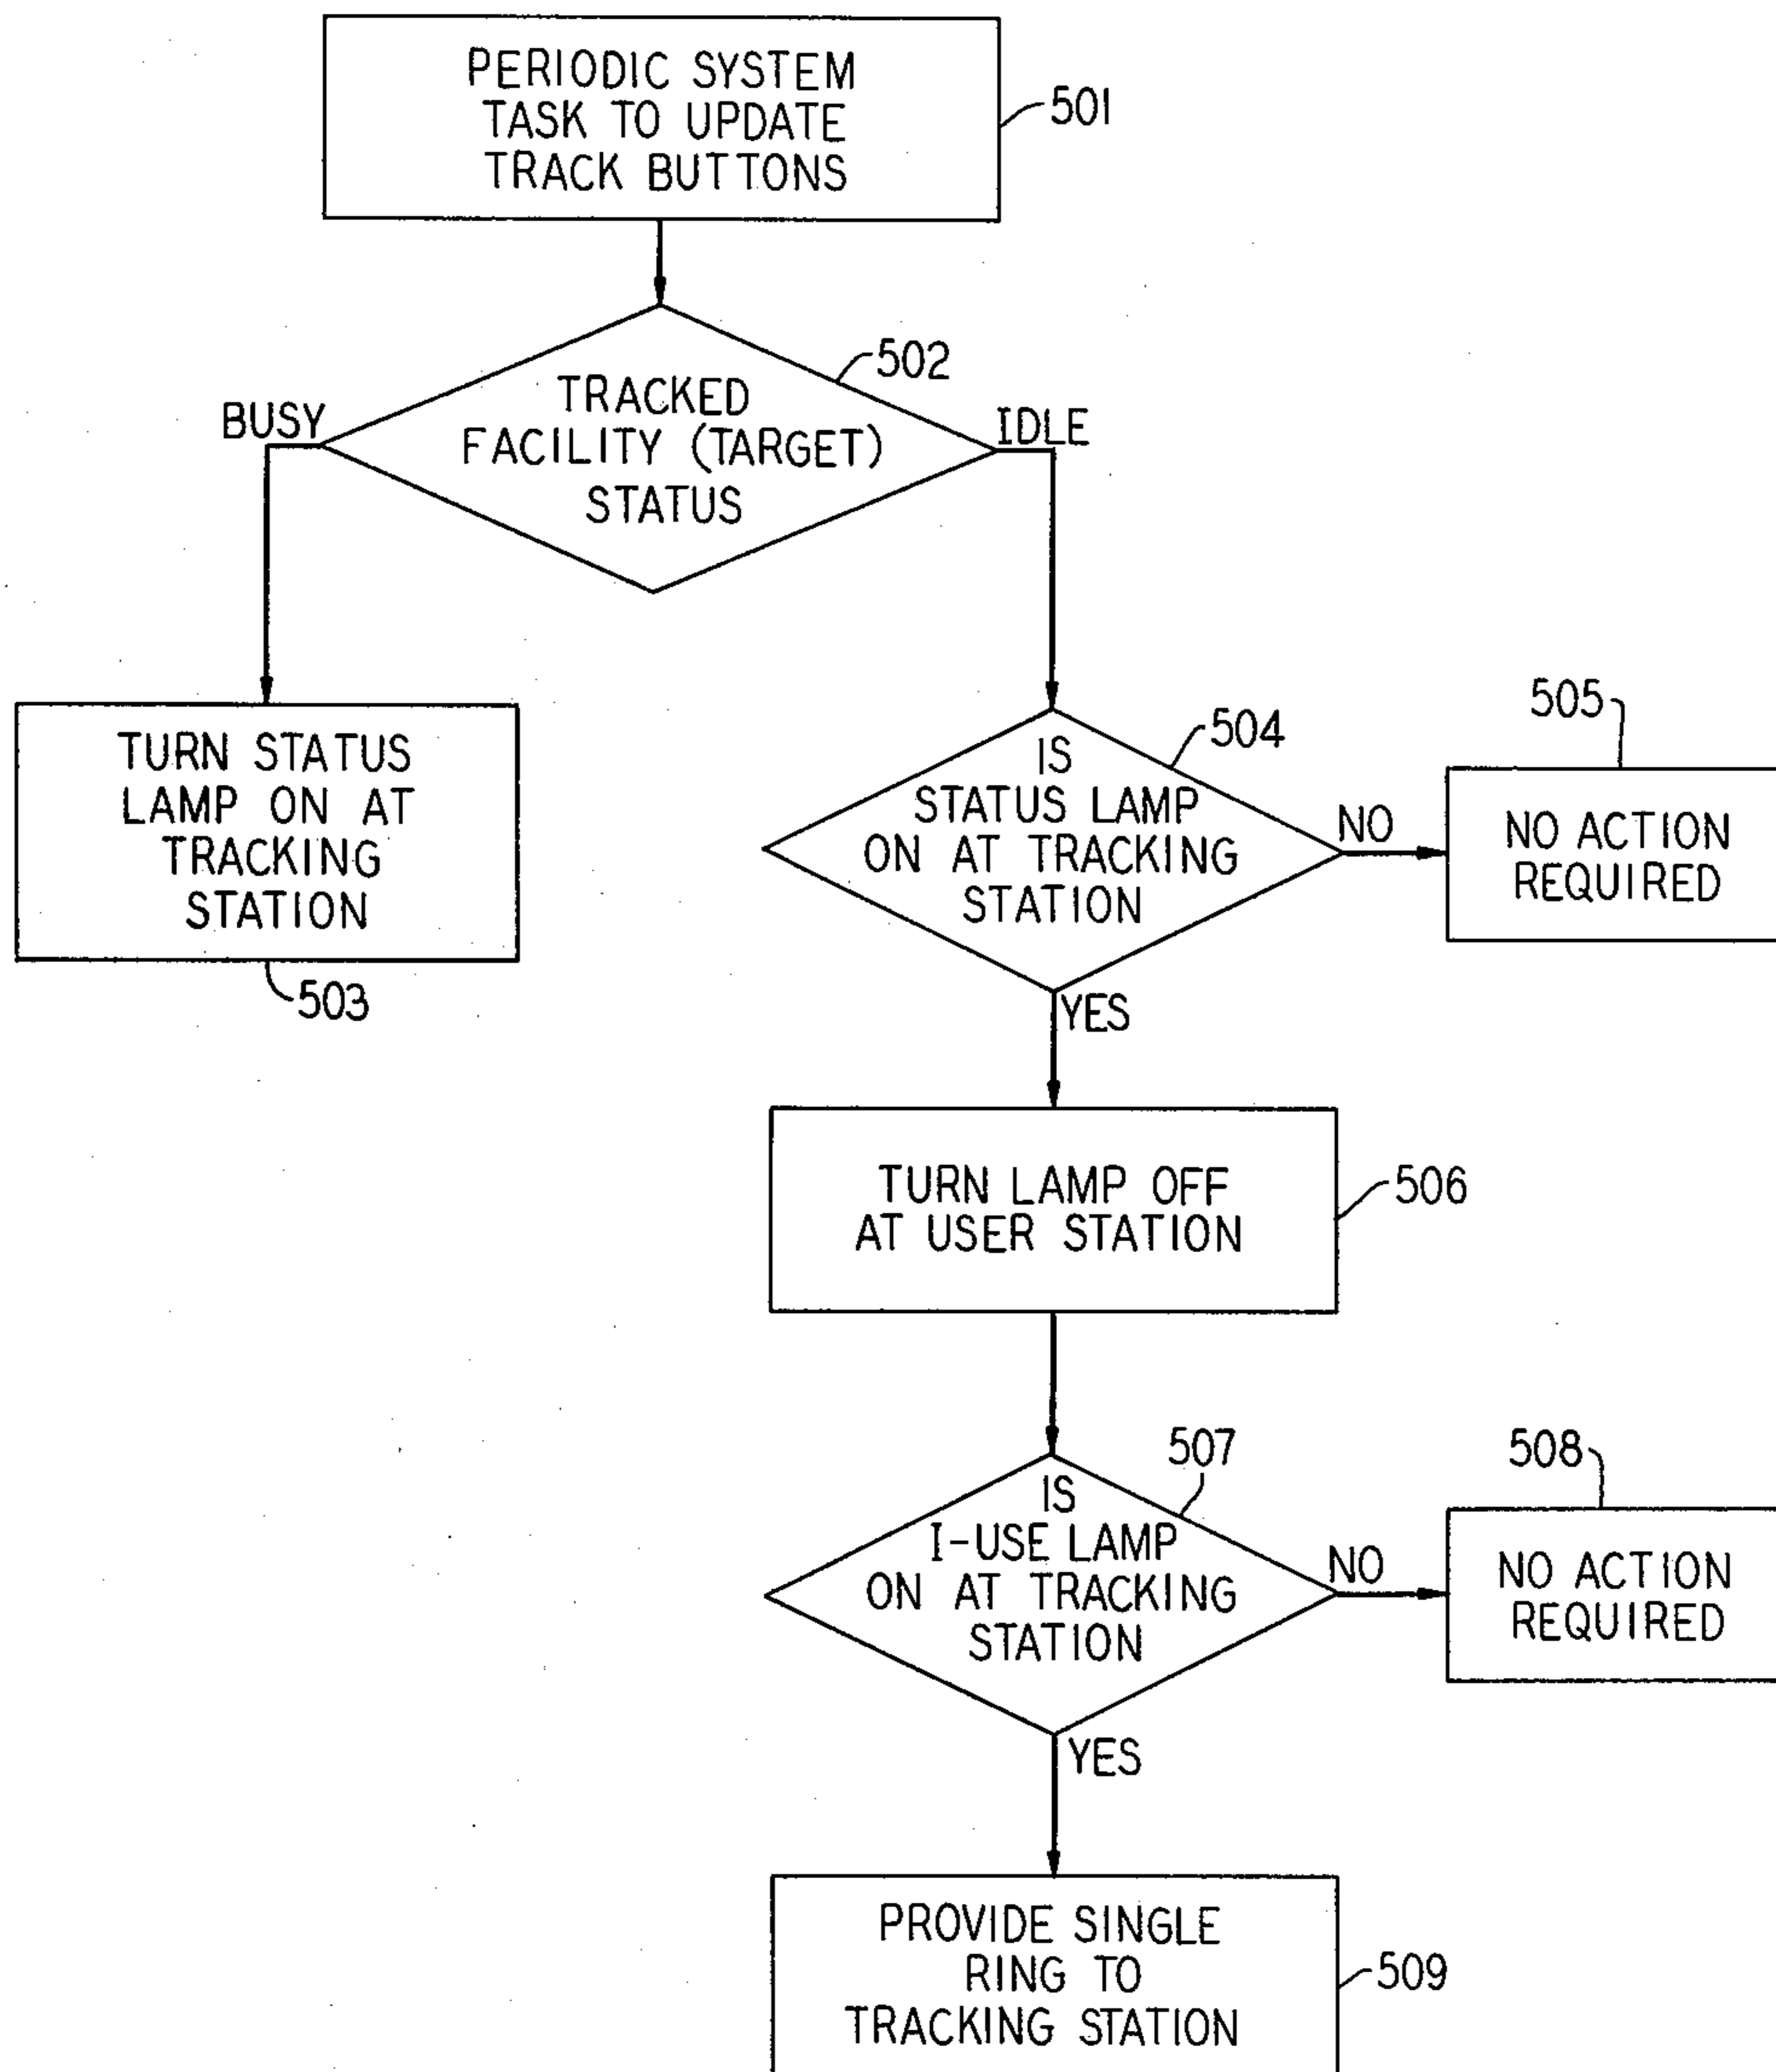 PERIODIC SYSTEM
TASK TO UPDATE
TRACK BUTTONS
501
502
TRACKED
FACILITY (TARGET)
STATUS
BUSY
IDLE
TURN STATUS
LAMP ON AT
TRACKING
STATION
503
IS
STATUS LAMP
ON AT TRACKING
STATION
504
NO
505
NO ACTION
REQUIRED
YES
TURN LAMP OFF
AT USER STATION
506
IS
I-USE LAMP
ON AT TRACKING
STATION
507
NO
508
NO ACTION
REQUIRED
YES
PROVIDE SINGLE
RING TO
TRACKING STATION
509